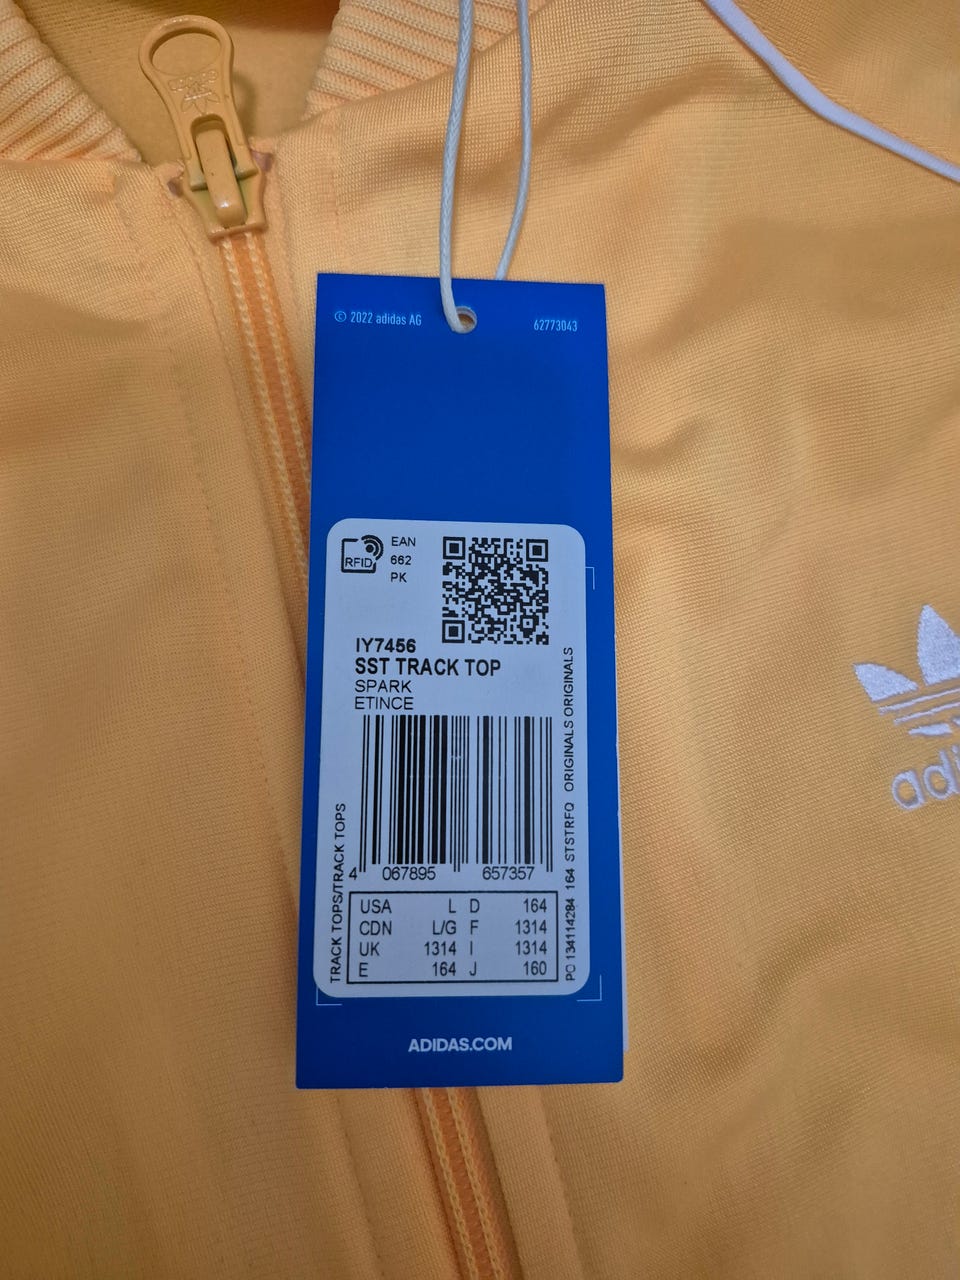 © 2022 adidas AG
62773043
RFID
EAN
662
PK
IY7456
SST TRACK TOP
SPARK
ETINCE
4 067895 657357
USA L D 164
CDN L/G F 1314
UK 1314 I 1314
E 164 J 160
TRACK TOPS/TRACK TOPS
PO 134114284 164 STSTRFQ ORIGINALS ORIGINALS
ADIDAS.COM
adi